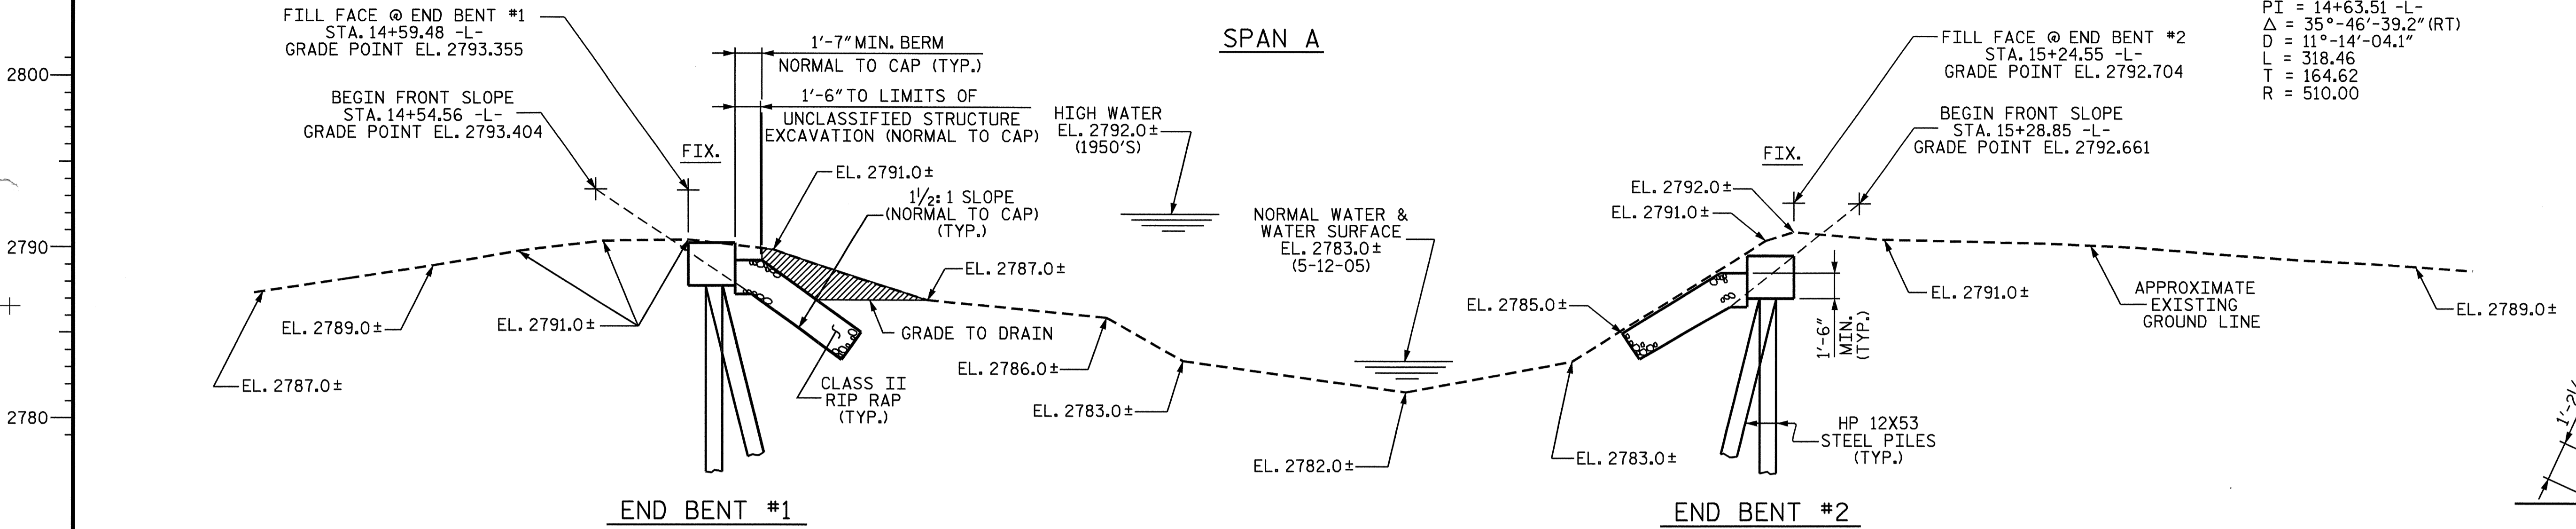 FILL FACE @ END BENT #1
STA. 14+59.48 -L-
GRADE POINT EL. 2793.355
BEGIN FRONT SLOPE
STA. 14+54.56 -L-
GRADE POINT EL. 2793.404
1'-7" MIN. BERM
NORMAL TO CAP (TYP.)
1'-6" TO LIMITS OF
UNCLASSIFIED STRUCTURE
EXCAVATION (NORMAL TO CAP)
SPAN A
HIGH WATER
EL. 2792.0±
(1950'S)
FILL FACE @ END BENT #2
STA. 15+24.55 -L-
GRADE POINT EL. 2792.704
BEGIN FRONT SLOPE
STA. 15+28.85 -L-
GRADE POINT EL. 2792.661
PI = 14+63.51 -L-
Δ = 35°-46'-39.2" (RT)
D = 11°-14'-04.1"
L = 318.46
T = 164.62
R = 510.00
2800
2790
2780
FIX.
EL. 2791.0±
1½:1 SLOPE
(NORMAL TO CAP)
(TYP.)
NORMAL WATER &
WATER SURFACE
EL. 2783.0±
(5-12-05)
FIX.
EL. 2792.0±
EL. 2791.0±
EL. 2787.0±
EL. 2789.0±
EL. 2791.0±
EL. 2787.0±
GRADE TO DRAIN
CLASS II
RIP RAP
(TYP.)
EL. 2786.0±
EL. 2783.0±
EL. 2782.0±
EL. 2785.0±
EL. 2783.0±
1'-6"
MIN.
(TYP.)
HP 12X53
STEEL PILES
(TYP.)
EL. 2791.0±
APPROXIMATE
EXISTING
GROUND LINE
EL. 2789.0±
END BENT #1
END BENT #2